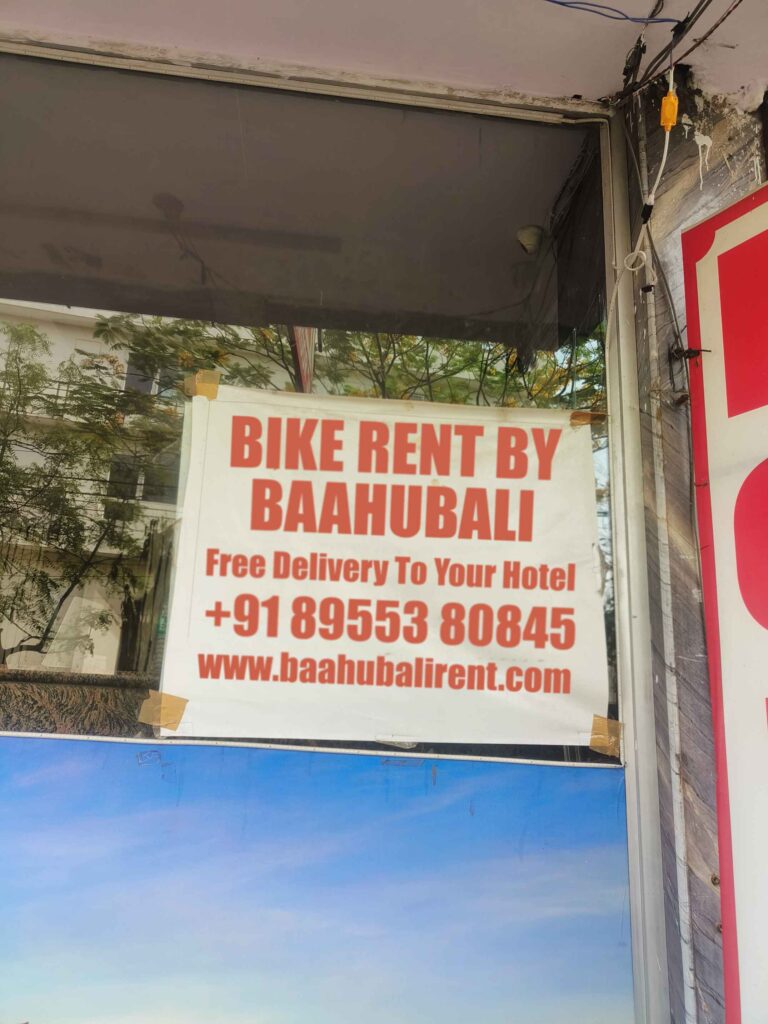 BIKE RENT BY
BAAHUBALI
Free Delivery To Your Hotel
+91 89553 80845
www.baahubalirent.com